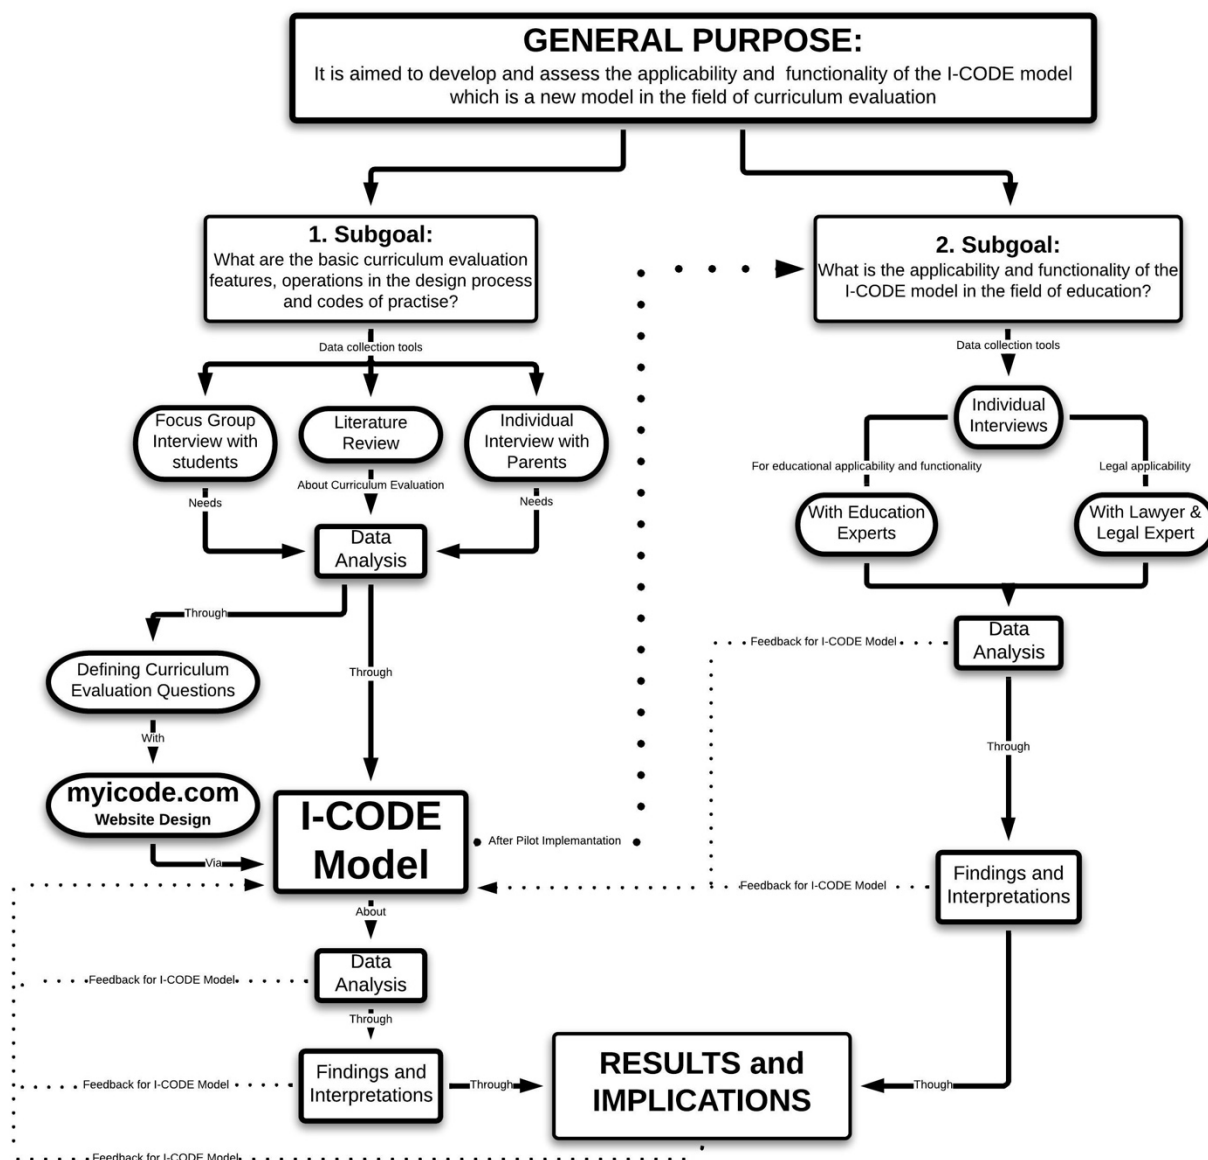 GENERAL PURPOSE:
It is aimed to develop and assess the applicability and functionality of the I-CODE model
which is a new model in the field of curriculum evaluation
1. Subgoal:
What are the basic curriculum evaluation
features, operations in the design process
and codes of practise?
2. Subgoal:
What is the applicability and functionality of the
I-CODE model in the field of education?
Data collection tools
Data collection tools
Focus Group
Interview with
students
Literature
Review
Individual
Interview with
Parents
Individual
Interviews
For educational applicability and functionality
Legal applicability
About Curriculum Evaluation
Needs
Needs
With Education
Experts
With Lawyer &
Legal Expert
Data
Analysis
Through
Data
Analysis
Feedback for I-CODE Model
Defining Curriculum
Evaluation Questions
Through
With
Through
myicode.com
Website Design
I-CODE
Model
After Pilot Implemantation
Via
Findings and
Interpretations
Feedback for I-CODE Model
About
Data
Analysis
Feedback for I-CODE Model
Through
Findings and
Interpretations
Feedback for I-CODE Model
Through
RESULTS and
IMPLICATIONS
Though
Feedback for I-CODE Model